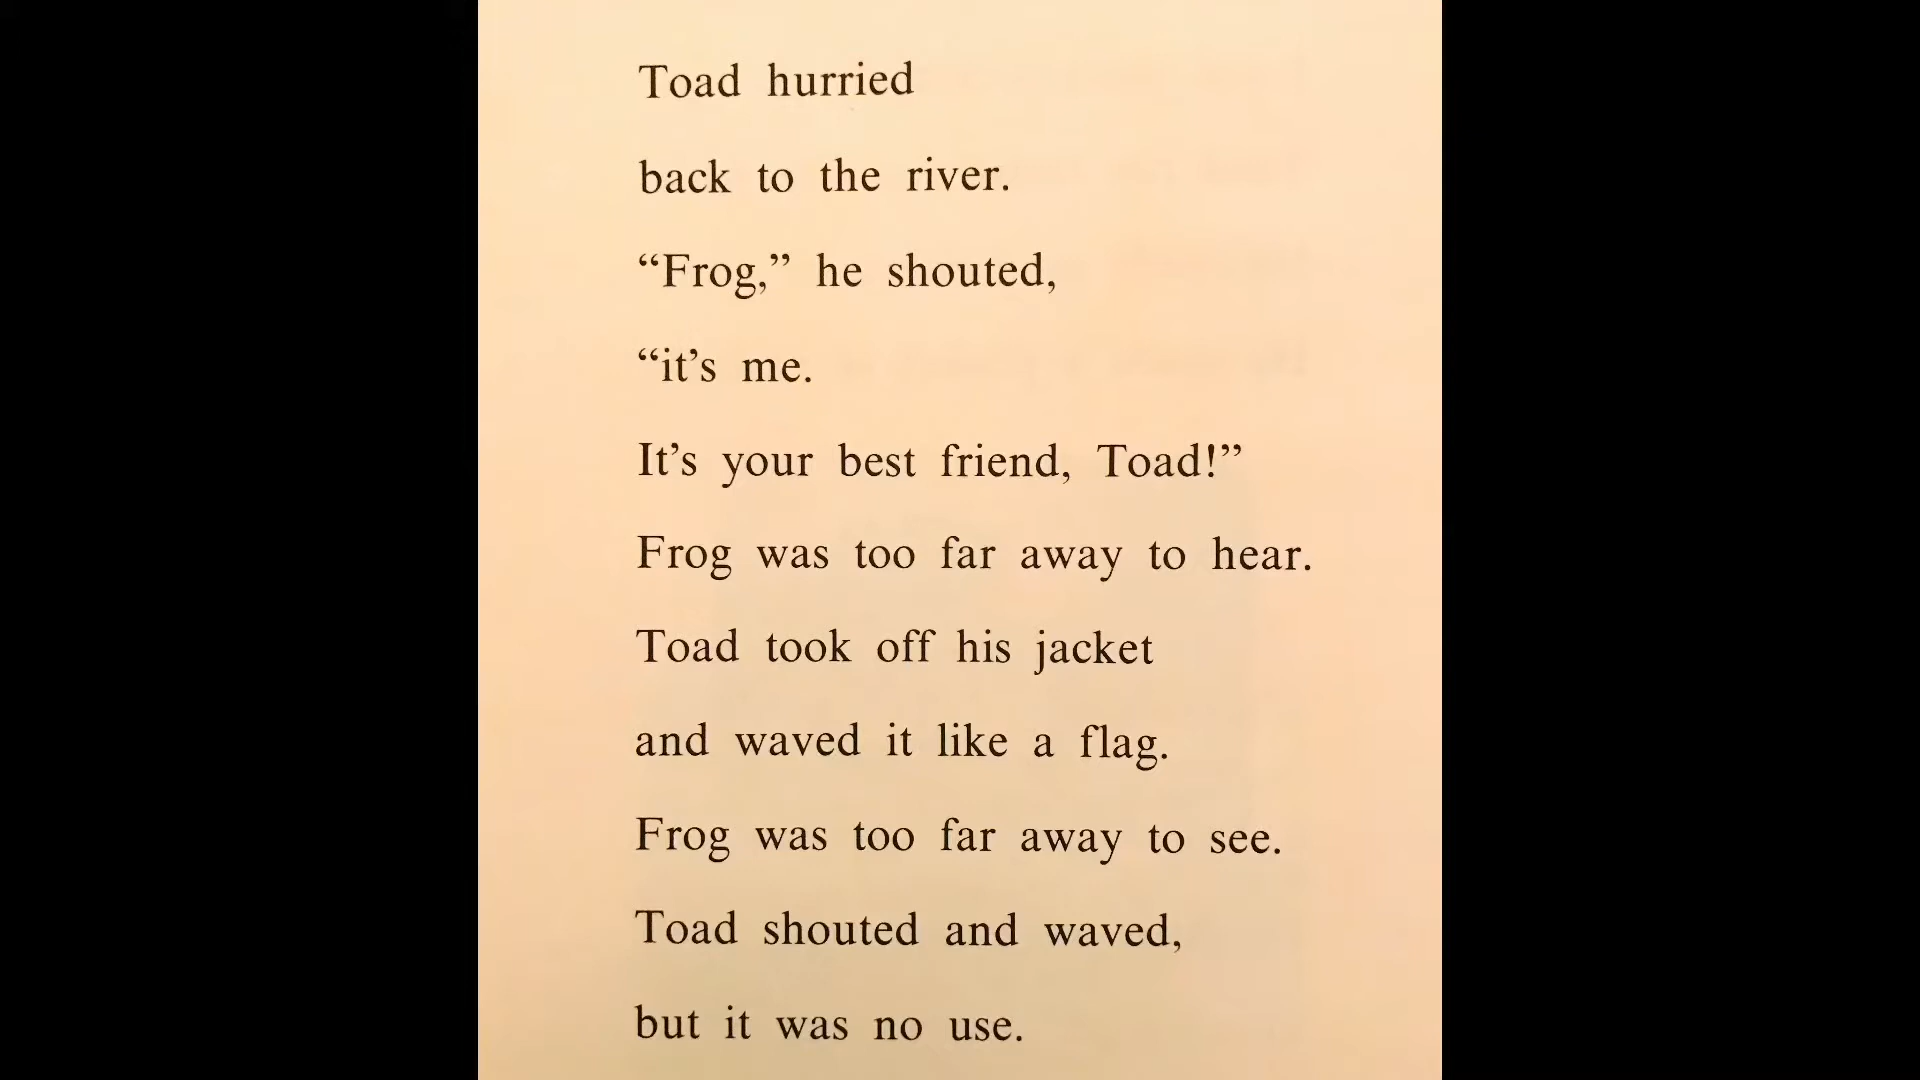 Toad hurried
back to the river.
“Frog,” he shouted,
“it’s me.
It’s your best friend, Toad!”
Frog was too far away to hear.
Toad took off his jacket
and waved it like a flag.
Frog was too far away to see.
Toad shouted and waved,
but it was no use.